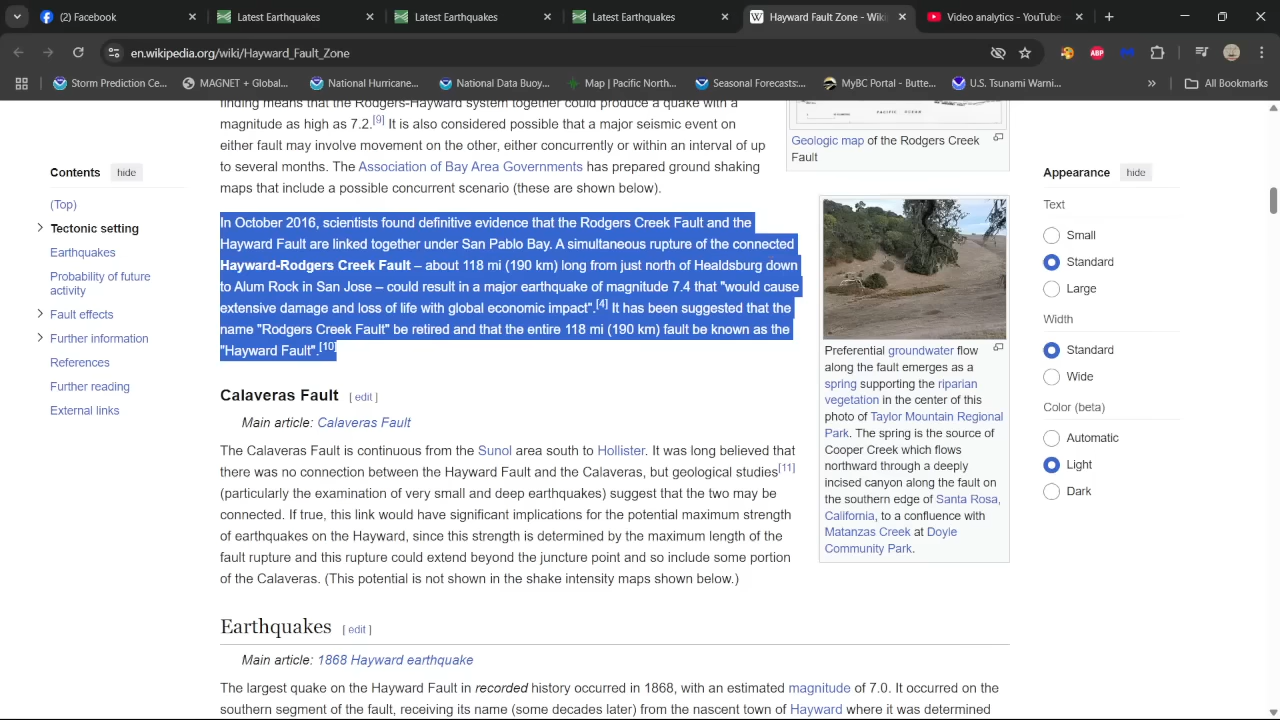 (2) Facebook
Latest Earthquakes
Latest Earthquakes
Latest Earthquakes
Hayward Fault Zone - Wiki
Video analytics - YouTube
en.wikipedia.org/wiki/Hayward_Fault_Zone
ABP
Storm Prediction Ce...
MAGNET + Global...
National Hurricane...
National Data Buoy...
Map | Pacific North...
Seasonal Forecasts:...
MyBC Portal - Butte...
U.S. Tsunami Warni...
All Bookmarks
Contents hide
(Top)
Tectonic setting
Earthquakes
Probability of future
activity
Fault effects
Further information
References
Further reading
External links
finding means that the Rodgers-Hayward system together could produce a quake with a
magnitude as high as 7.2.[9] It is also considered possible that a major seismic event on
either fault may involve movement on the other, either concurrently or within an interval of up
to several months. The Association of Bay Area Governments has prepared ground shaking
maps that include a possible concurrent scenario (these are shown below).
In October 2016, scientists found definitive evidence that the Rodgers Creek Fault and the
Hayward Fault are linked together under San Pablo Bay. A simultaneous rupture of the connected
Hayward-Rodgers Creek Fault – about 118 mi (190 km) long from just north of Healdsburg down
to Alum Rock in San Jose – could result in a major earthquake of magnitude 7.4 that "would cause
extensive damage and loss of life with global economic impact".[4] It has been suggested that the
name "Rodgers Creek Fault" be retired and that the entire 118 mi (190 km) fault be known as the
"Hayward Fault".[10]
Calaveras Fault [ edit ]
Main article: Calaveras Fault
The Calaveras Fault is continuous from the Sunol area south to Hollister. It was long believed that
there was no connection between the Hayward Fault and the Calaveras, but geological studies[11]
(particularly the examination of very small and deep earthquakes) suggest that the two may be
connected. If true, this link would have significant implications for the potential maximum strength
of earthquakes on the Hayward, since this strength is determined by the maximum length of the
fault rupture and this rupture could extend beyond the juncture point and so include some portion
of the Calaveras. (This potential is not shown in the shake intensity maps shown below.)
Earthquakes [ edit ]
Main article: 1868 Hayward earthquake
The largest quake on the Hayward Fault in recorded history occurred in 1868, with an estimated magnitude of 7.0. It occurred on the
southern segment of the fault, receiving its name (some decades later) from the nascent town of Hayward where it was determined
PACIFIC OCEAN
Geologic map of the Rodgers Creek
Fault
Preferential groundwater flow
along the fault emerges as a
spring supporting the riparian
vegetation in the center of this
photo of Taylor Mountain Regional
Park. The spring is the source of
Cooper Creek which flows
northward through a deeply
incised canyon along the fault on
the southern edge of Santa Rosa,
California, to a confluence with
Matanzas Creek at Doyle
Community Park.
Appearance hide
Text
Small
Standard
Large
Width
Standard
Wide
Color (beta)
Automatic
Light
Dark